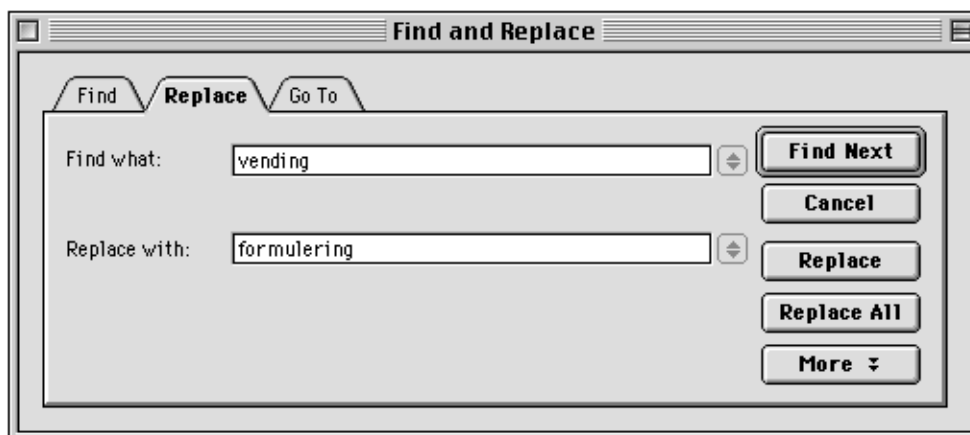 Find and Replace
Find Replace Go To
Find what: vending Find Next
Cancel
Replace with: formulering Replace
Replace All
More